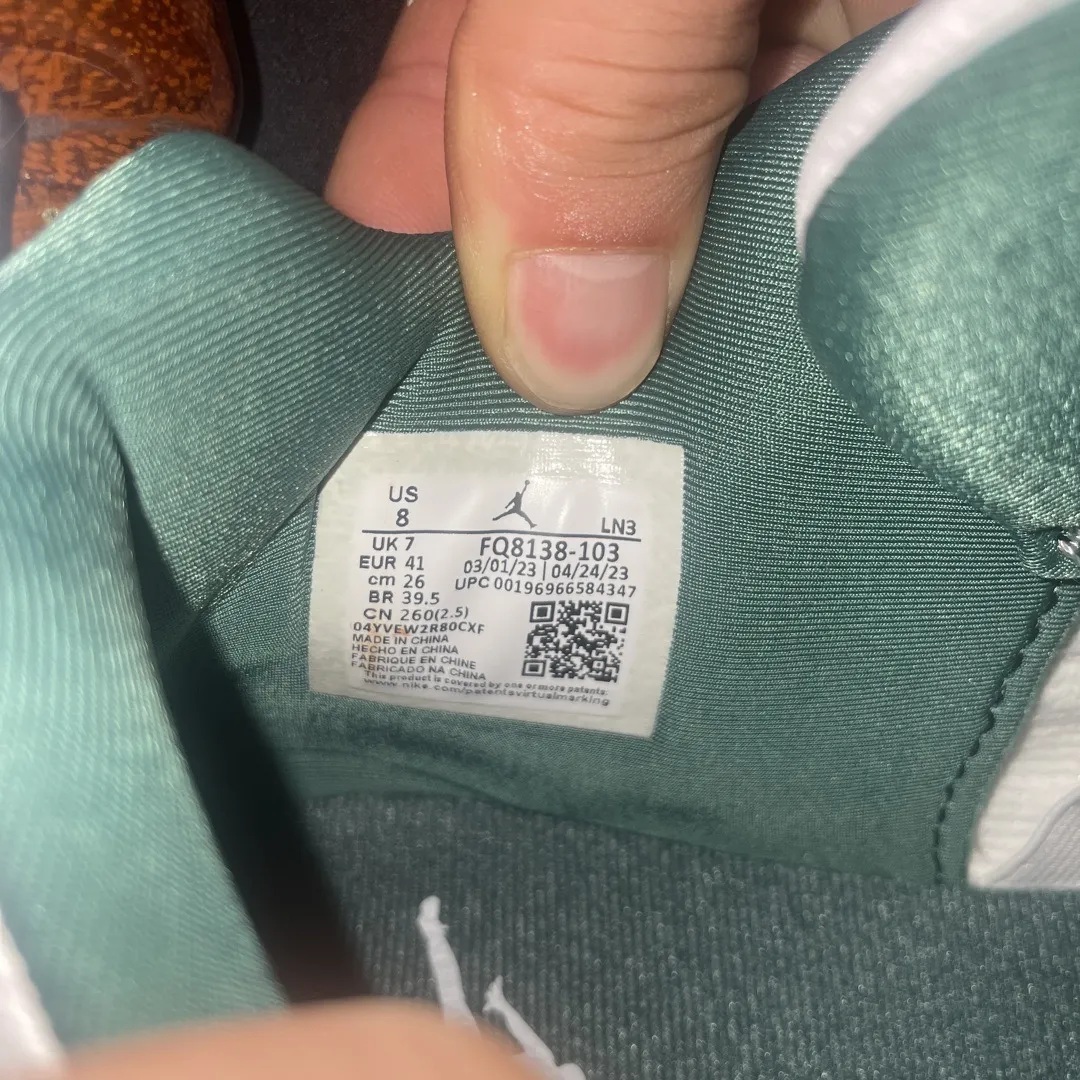 US
8
LN3
UK 7
FQ8138-103
EUR 41
03/01/23 | 04/24/23
cm 26
UPC 00196966584347
BR 39.5
CN 260(2.5)
04YVEW2R80CXF
MADE IN CHINA
HECHO EN CHINA
FABRIQUE EN CHINE
FABRICADO NA CHINA
This product is covered by one or more patents.
www.nike.com/patentsvirtualmarking